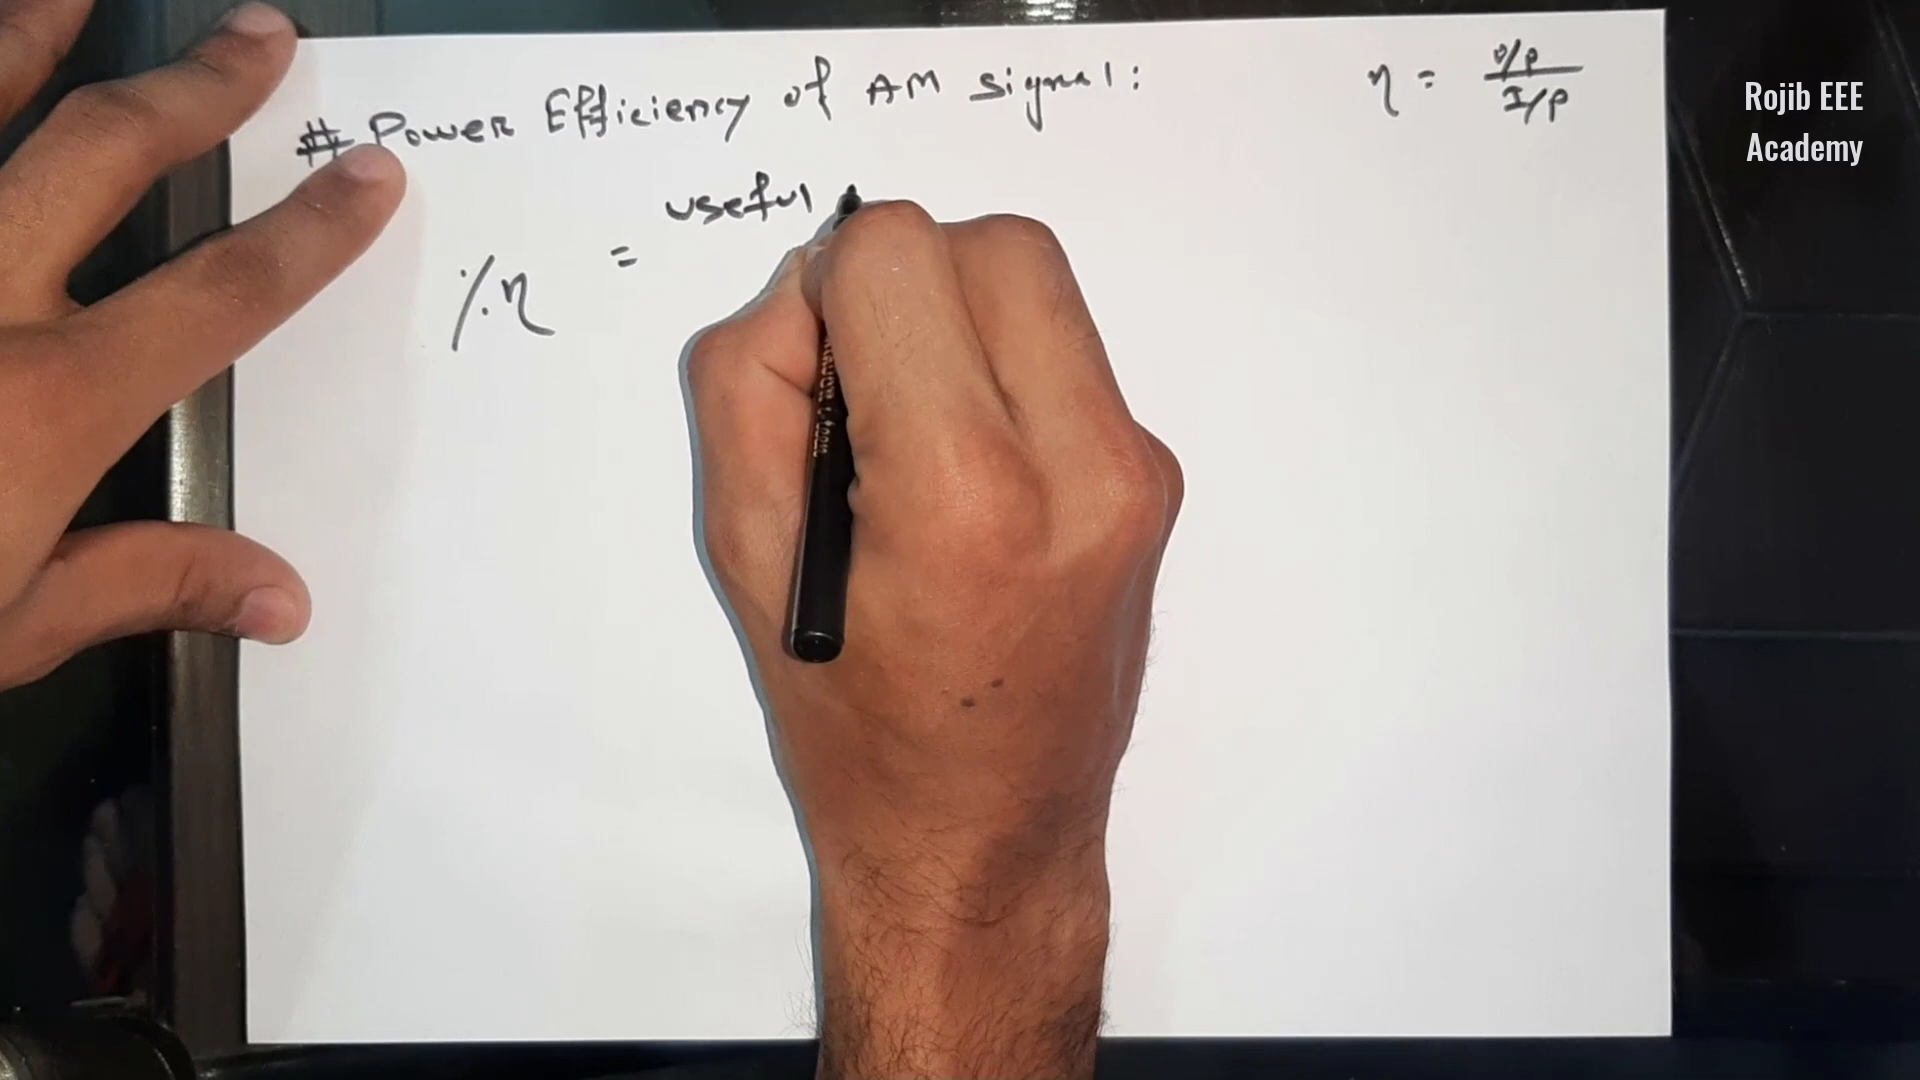 # Power Efficiency of AM Signal:
η = O/P
I/P
Rojib EEE
Academy
useful
% η =